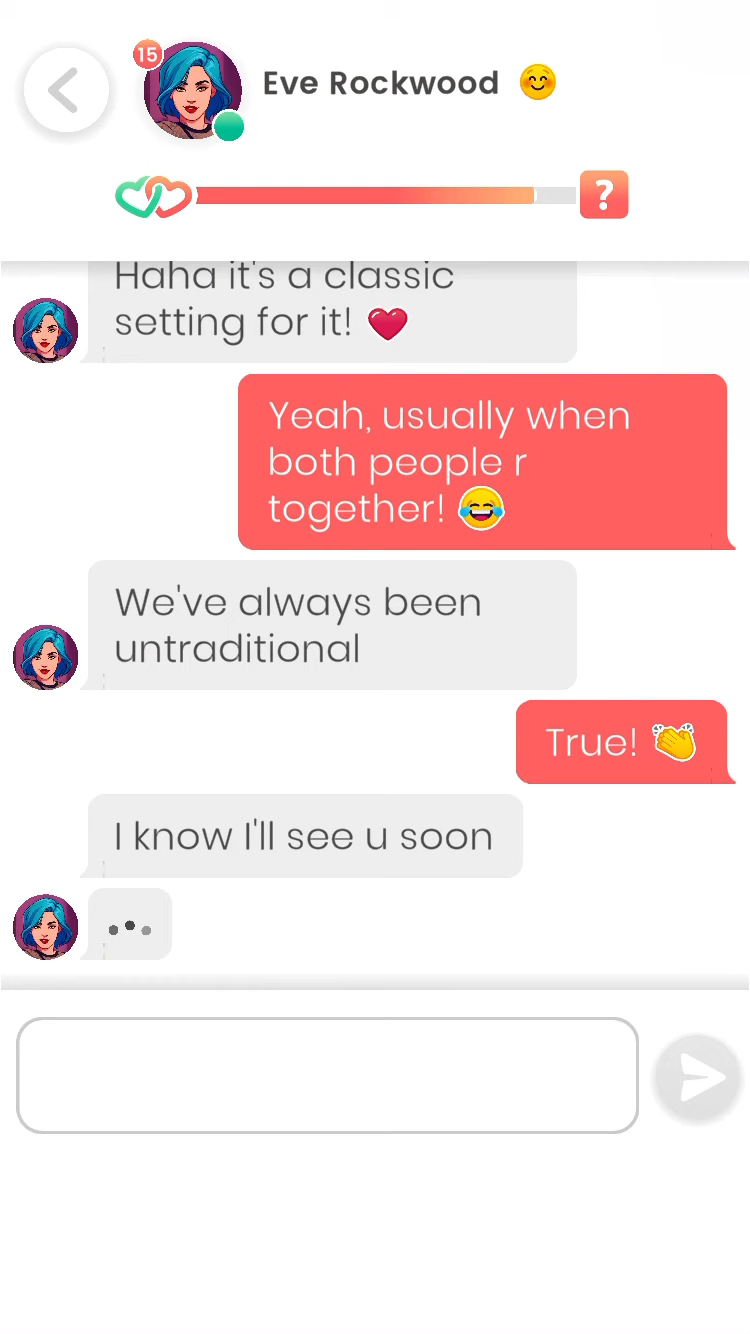 15
Eve Rockwood 😊
?
Haha it's a classic
setting for it! ❤️
Yeah, usually when
both people r
together! 😂
We've always been
untraditional
True! 👏
I know I'll see u soon